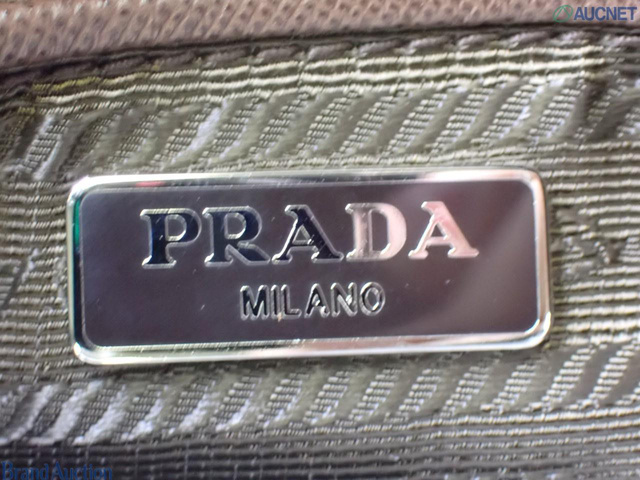 AUCNET
PRADA
MILANO
Brand Auction